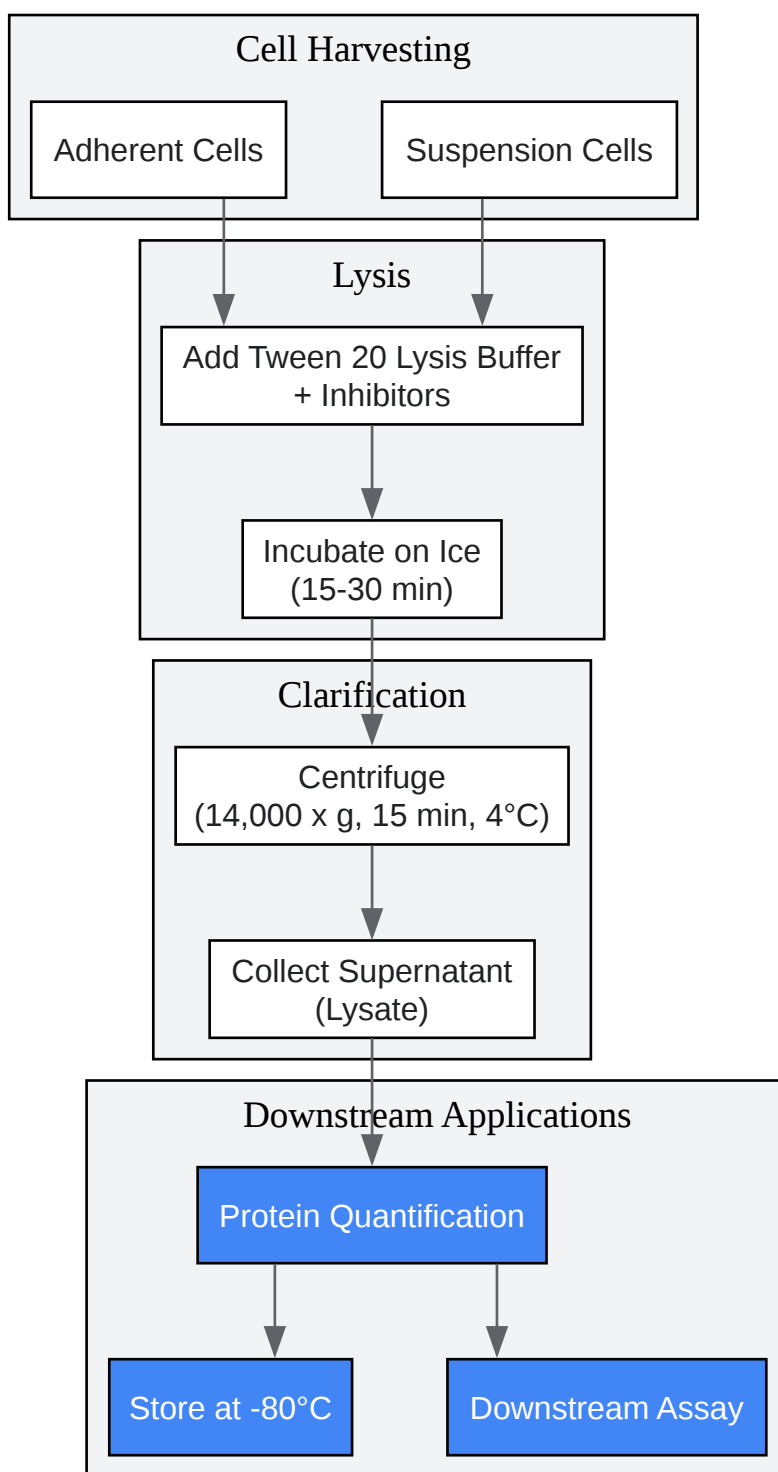 Cell Harvesting
Adherent Cells
Suspension Cells
Lysis
Add Tween 20 Lysis Buffer
+ Inhibitors
Incubate on Ice
(15-30 min)
Clarification
Centrifuge
(14,000 x g, 15 min, 4°C)
Collect Supernatant
(Lysate)
Downstream Applications
Protein Quantification
Store at -80°C
Downstream Assay